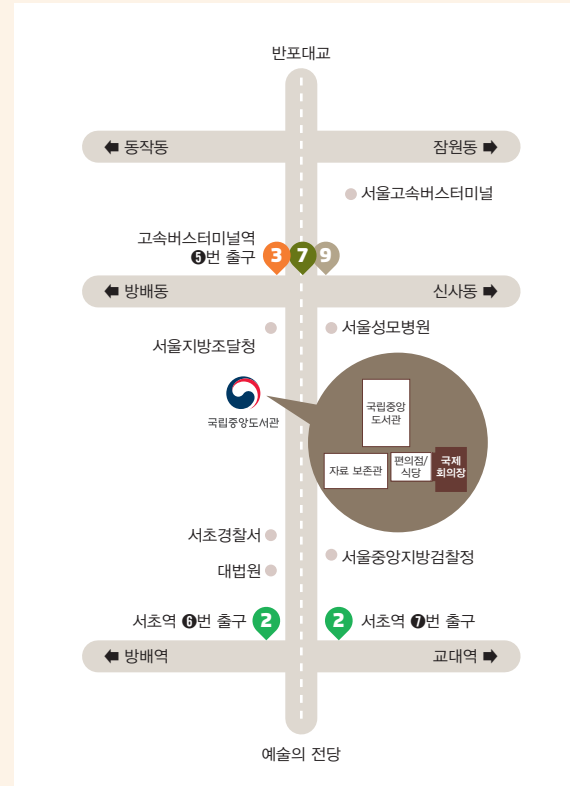 반포대교
🡄 동작동
잠원동 🡆
서울고속버스터미널
고속버스터미널역
❺번 출구
3 7 9
🡄 방배동
신사동 🡆
서울지방조달청
서울성모병원
국립중앙도서관
국립중앙
도서관
자료 보존관
편의점/
식당
국제
회의장
서초경찰서
서울중앙지방검찰정
대법원
서초역 ❻번 출구 2
2 서초역 ❼번 출구
🡄 방배역
교대역 🡆
예술의 전당